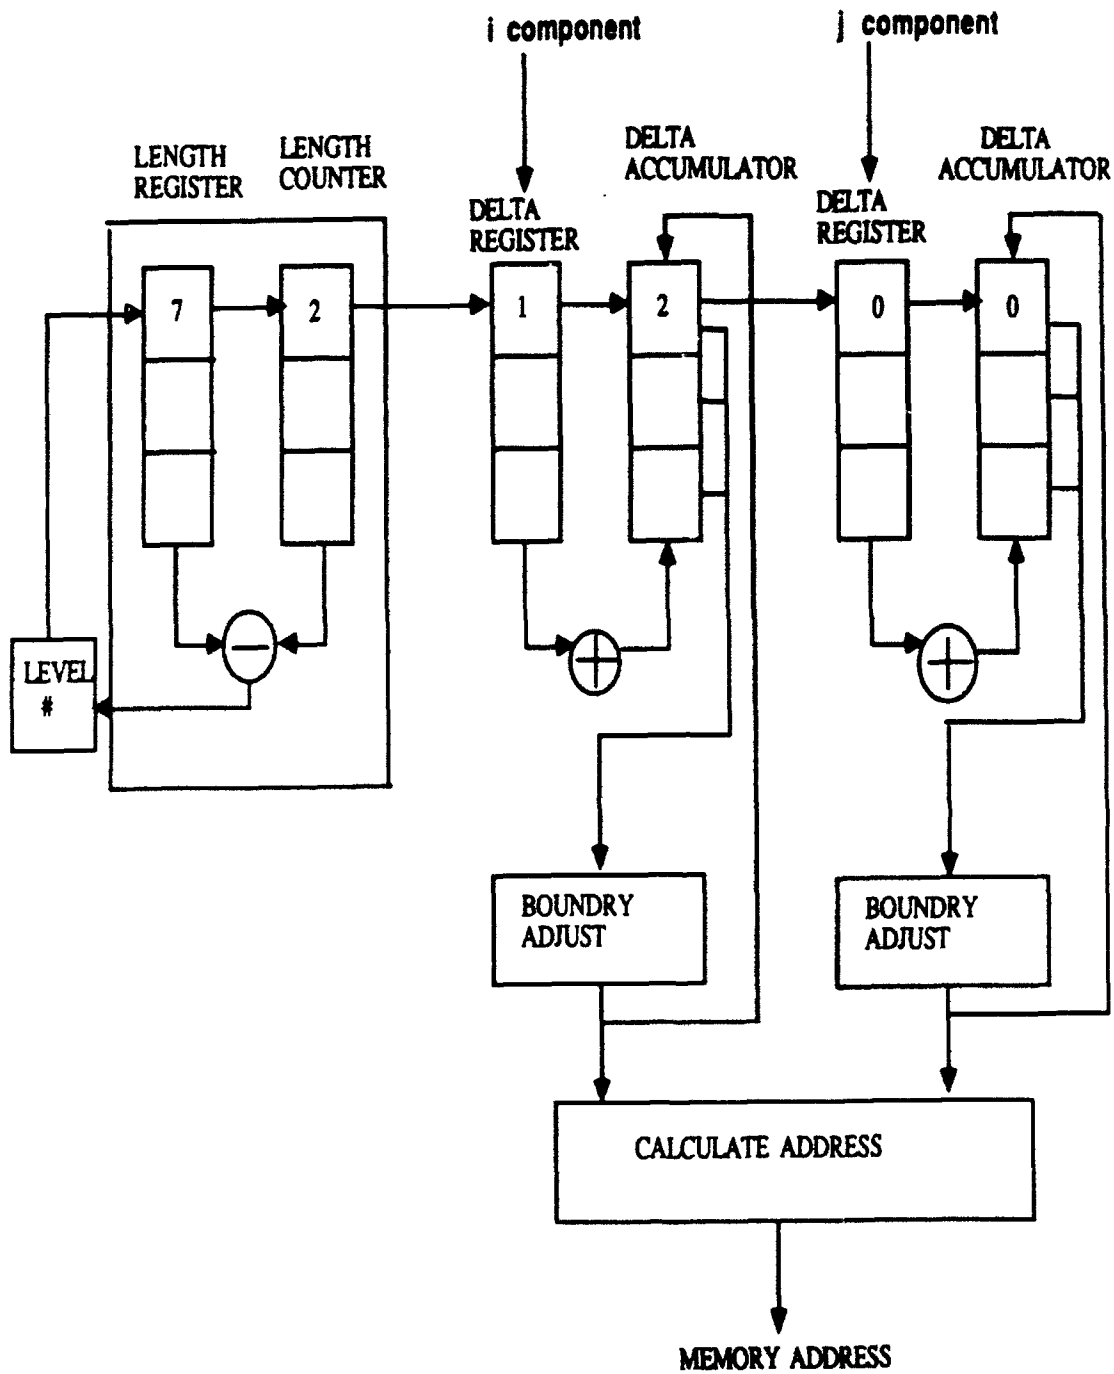 i component
j component
LENGTH
REGISTER
LENGTH
COUNTER
DELTA
REGISTER
DELTA
ACCUMULATOR
DELTA
REGISTER
DELTA
ACCUMULATOR
7
2
1
2
0
0
LEVEL
#
BOUNDRY
ADJUST
BOUNDRY
ADJUST
CALCULATE ADDRESS
MEMORY ADDRESS